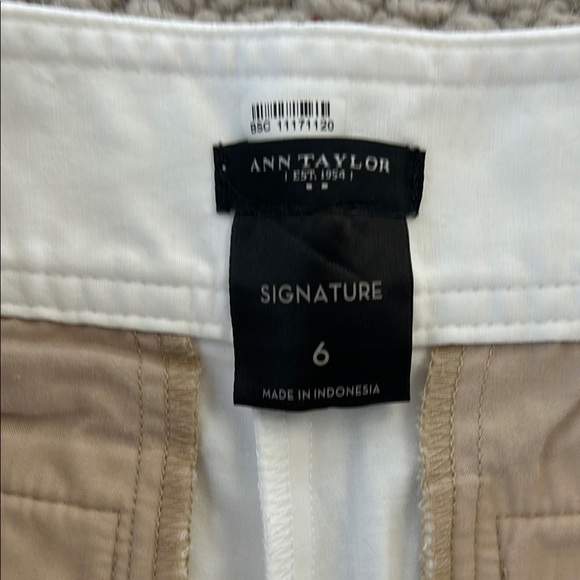 BSC 11171120
ANN TAYLOR
| EST. 1954 |
SIGNATURE
6
MADE IN INDONESIA